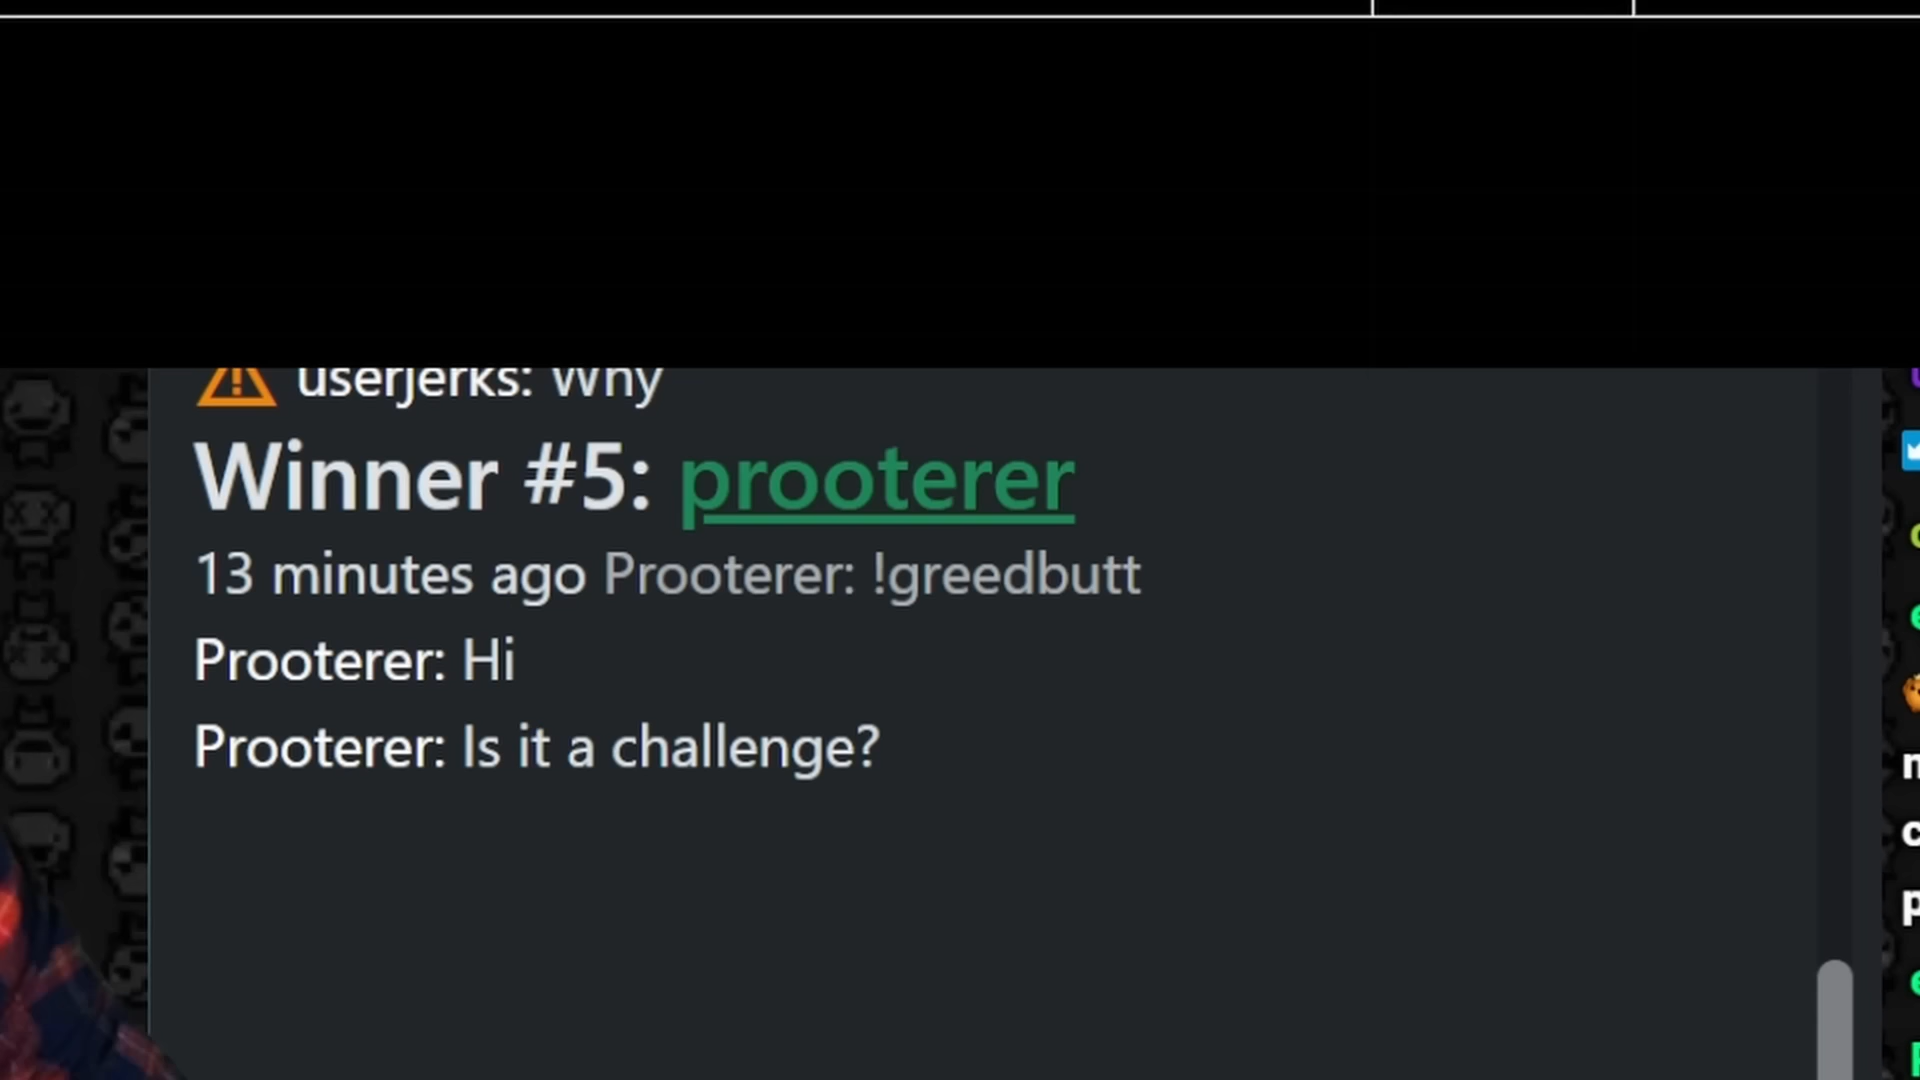 userjerks: Why
Winner #5: prooterer
13 minutes ago Prooterer: !greedbutt
Prooterer: Hi
Prooterer: Is it a challenge?